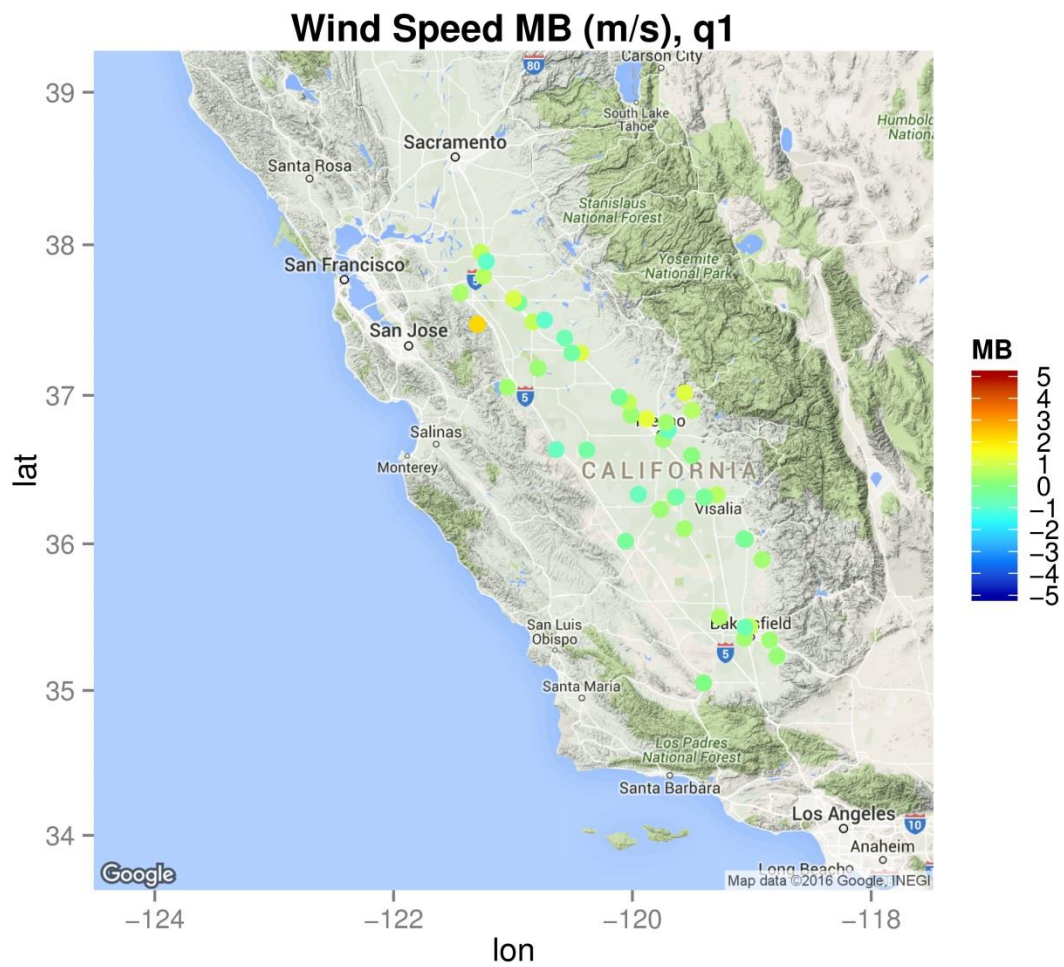 Wind Speed MB (m/s), q1
80
Carson City
39
South Lake
Tahoe
Humbol
Nation
Sacramento
Santa Rosa
Stanislaus
National Forest
38
San Francisco
5
Yosemite
National Park
San Jose
37
5
Salinas
Monterey
CALIFORNIA
Visalia
36
San Luis
Obispo
Bakersfield
5
35
Santa Maria
Los Padres
National Forest
Santa Barbara
34
Los Angeles
10
Anaheim
Long Beach
Google
Map data ©2016 Google, INEGI
−124
−122
−120
−118
lon
lat
MB
5
4
3
2
1
0
−1
−2
−3
−4
−5